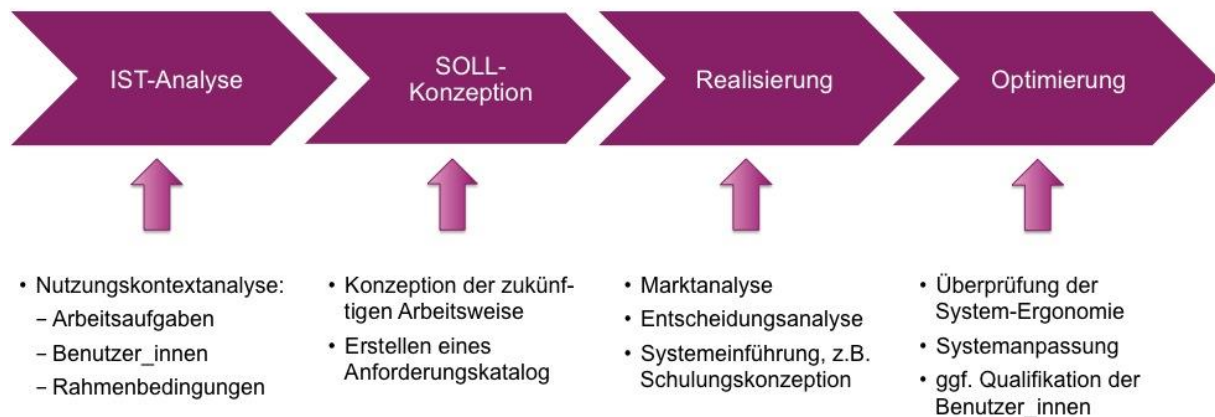 IST-Analyse
SOLL-
Konzeption
Realisierung
Optimierung
• Nutzungskontextanalyse:
– Arbeitsaufgaben
– Benutzer_innen
– Rahmenbedingungen
• Konzeption der zukünf-
tigen Arbeitsweise
• Erstellen eines
Anforderungskatalog
• Marktanalyse
• Entscheidungsanalyse
• Systemeinführung, z.B.
Schulungskonzeption
• Überprüfung der
System-Ergonomie
• Systemanpassung
• ggf. Qualifikation der
Benutzer_innen